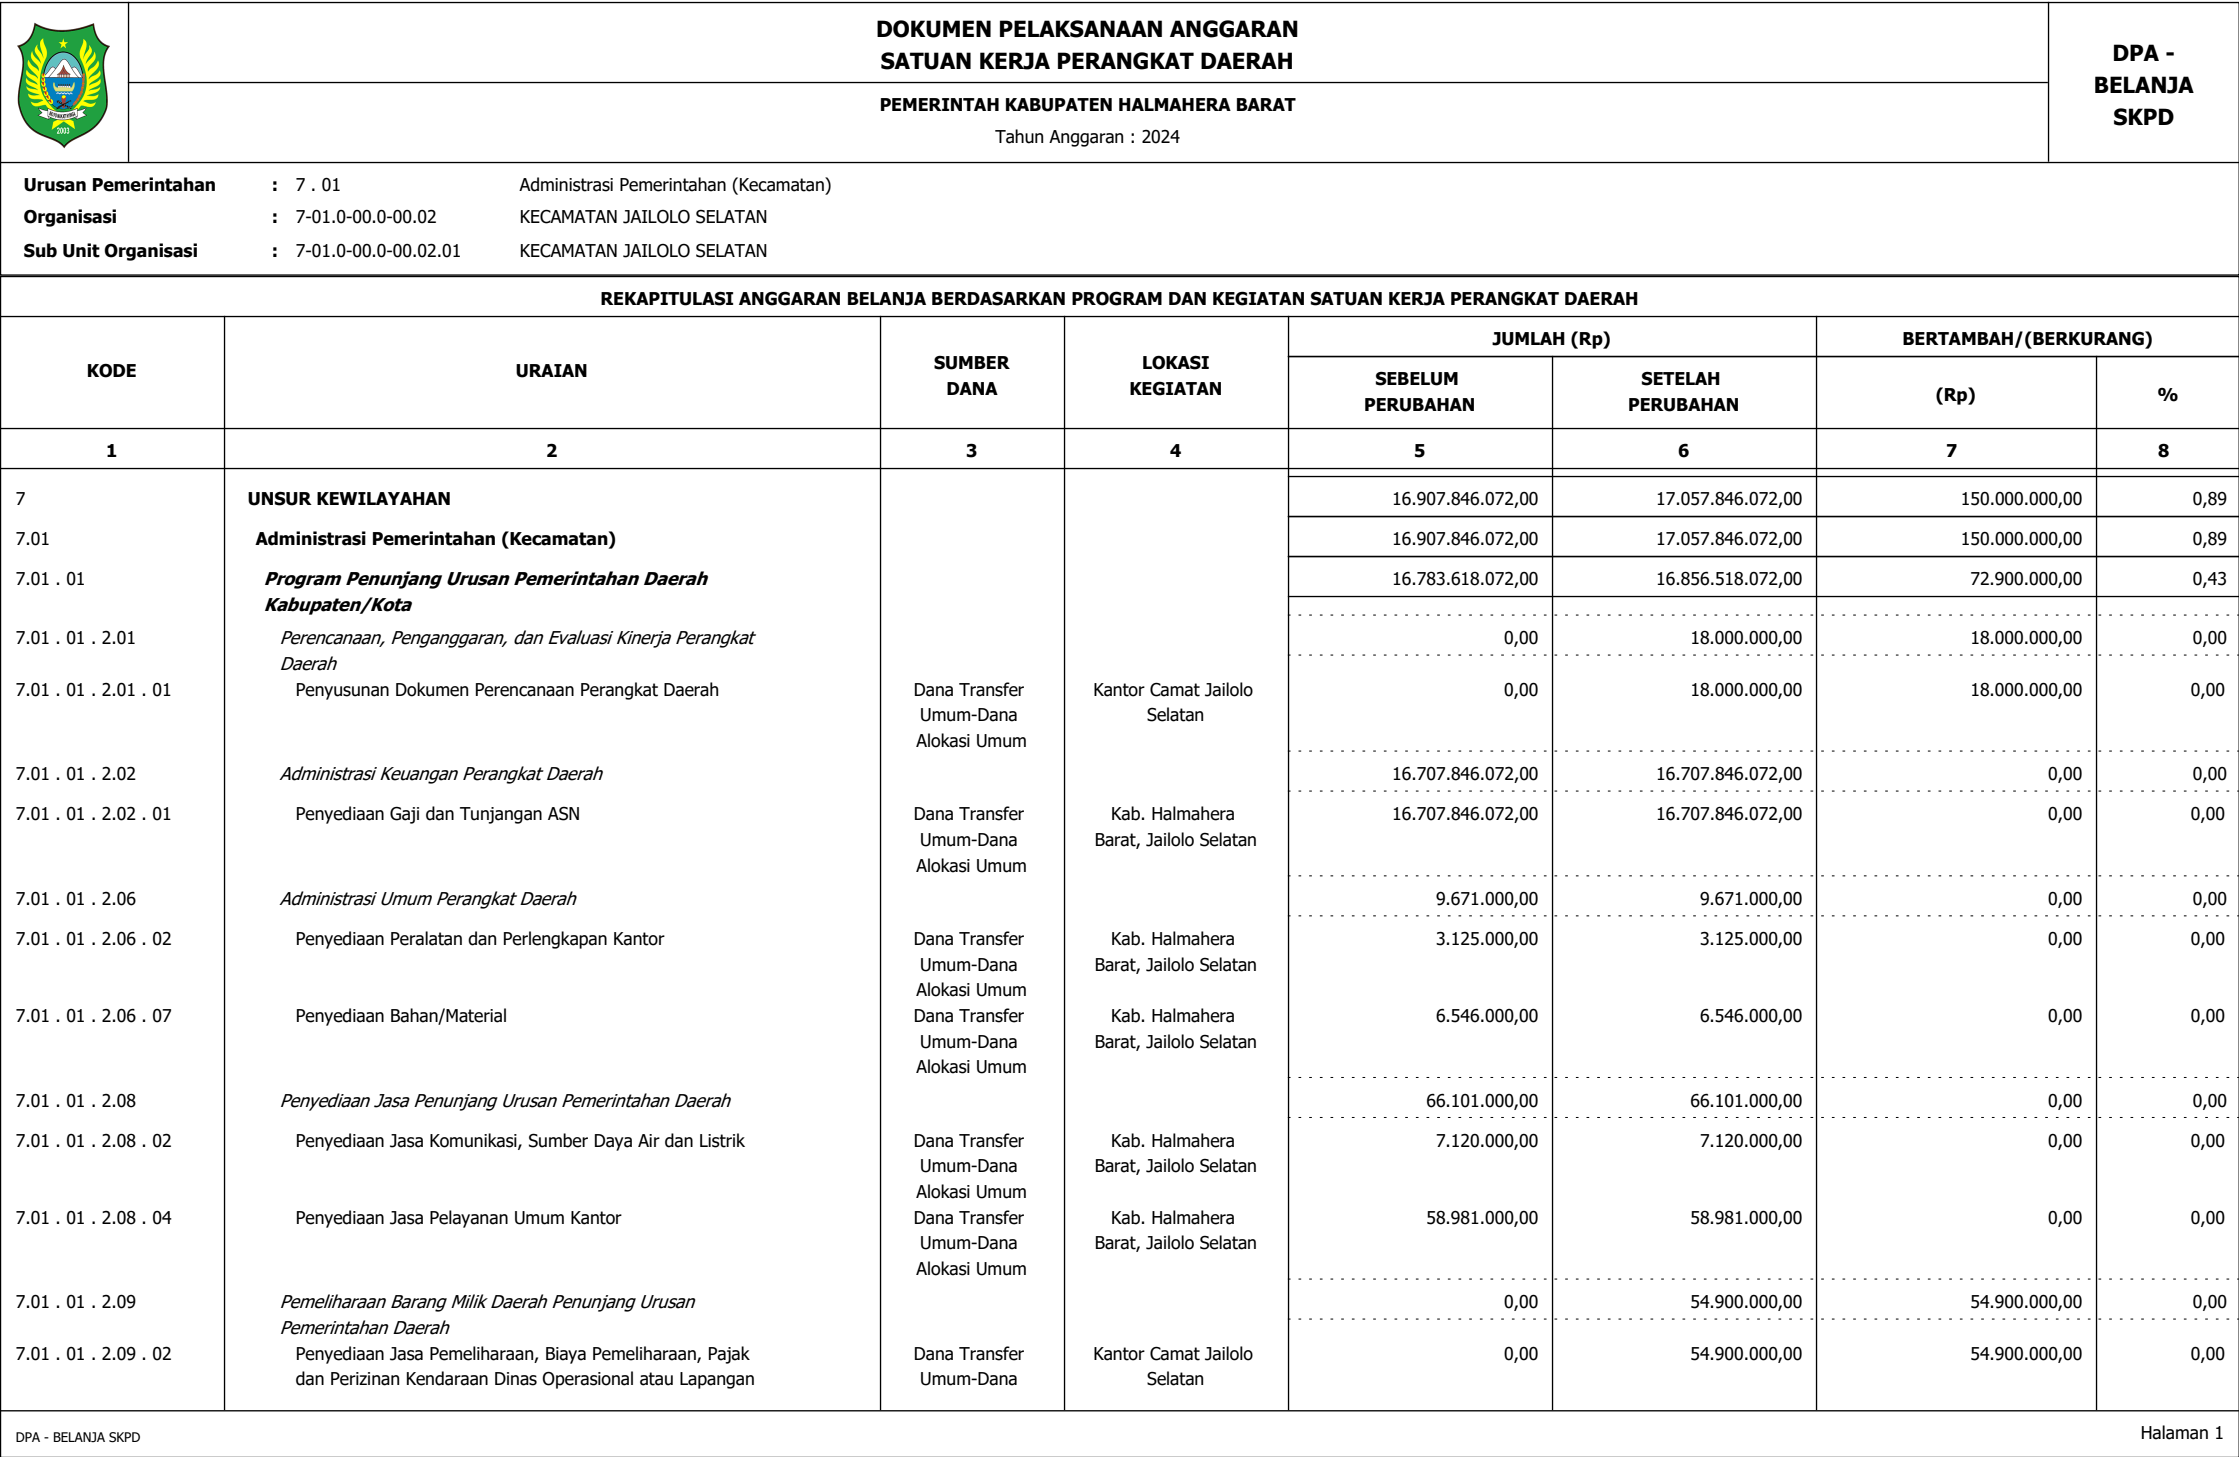 DOKUMEN PELAKSANAAN ANGGARAN
SATUAN KERJA PERANGKAT DAERAH
PEMERINTAH KABUPATEN HALMAHERA BARAT
Tahun Anggaran : 2024
DPA -
BELANJA
SKPD
2003
Urusan Pemerintahan : 7 . 01 Administrasi Pemerintahan (Kecamatan)
Organisasi : 7-01.0-00.0-00.02 KECAMATAN JAILOLO SELATAN
Sub Unit Organisasi : 7-01.0-00.0-00.02.01 KECAMATAN JAILOLO SELATAN
REKAPITULASI ANGGARAN BELANJA BERDASARKAN PROGRAM DAN KEGIATAN SATUAN KERJA PERANGKAT DAERAH
KODE URAIAN SUMBER DANA LOKASI KEGIATAN JUMLAH (Rp) BERTAMBAH/(BERKURANG)
SEBELUM PERUBAHAN SETELAH PERUBAHAN (Rp) %
1 2 3 4 5 6 7 8
7 UNSUR KEWILAYAHAN 16.907.846.072,00 17.057.846.072,00 150.000.000,00 0,89
7.01 Administrasi Pemerintahan (Kecamatan) 16.907.846.072,00 17.057.846.072,00 150.000.000,00 0,89
7.01 . 01 Program Penunjang Urusan Pemerintahan Daerah 16.783.618.072,00 16.856.518.072,00 72.900.000,00 0,43
Kabupaten/Kota
7.01 . 01 . 2.01 Perencanaan, Penganggaran, dan Evaluasi Kinerja Perangkat 0,00 18.000.000,00 18.000.000,00 0,00
Daerah
7.01 . 01 . 2.01 . 01 Penyusunan Dokumen Perencanaan Perangkat Daerah Dana Transfer Kantor Camat Jailolo 0,00 18.000.000,00 18.000.000,00 0,00
Umum-Dana Selatan
Alokasi Umum
7.01 . 01 . 2.02 Administrasi Keuangan Perangkat Daerah 16.707.846.072,00 16.707.846.072,00 0,00 0,00
7.01 . 01 . 2.02 . 01 Penyediaan Gaji dan Tunjangan ASN Dana Transfer Kab. Halmahera 16.707.846.072,00 16.707.846.072,00 0,00 0,00
Umum-Dana Barat, Jailolo Selatan
Alokasi Umum
7.01 . 01 . 2.06 Administrasi Umum Perangkat Daerah 9.671.000,00 9.671.000,00 0,00 0,00
7.01 . 01 . 2.06 . 02 Penyediaan Peralatan dan Perlengkapan Kantor Dana Transfer Kab. Halmahera 3.125.000,00 3.125.000,00 0,00 0,00
Umum-Dana Barat, Jailolo Selatan
Alokasi Umum
7.01 . 01 . 2.06 . 07 Penyediaan Bahan/Material Dana Transfer Kab. Halmahera 6.546.000,00 6.546.000,00 0,00 0,00
Umum-Dana Barat, Jailolo Selatan
Alokasi Umum
7.01 . 01 . 2.08 Penyediaan Jasa Penunjang Urusan Pemerintahan Daerah 66.101.000,00 66.101.000,00 0,00 0,00
7.01 . 01 . 2.08 . 02 Penyediaan Jasa Komunikasi, Sumber Daya Air dan Listrik Dana Transfer Kab. Halmahera 7.120.000,00 7.120.000,00 0,00 0,00
Umum-Dana Barat, Jailolo Selatan
Alokasi Umum
7.01 . 01 . 2.08 . 04 Penyediaan Jasa Pelayanan Umum Kantor Dana Transfer Kab. Halmahera 58.981.000,00 58.981.000,00 0,00 0,00
Umum-Dana Barat, Jailolo Selatan
Alokasi Umum
7.01 . 01 . 2.09 Pemeliharaan Barang Milik Daerah Penunjang Urusan 0,00 54.900.000,00 54.900.000,00 0,00
Pemerintahan Daerah
7.01 . 01 . 2.09 . 02 Penyediaan Jasa Pemeliharaan, Biaya Pemeliharaan, Pajak Dana Transfer Kantor Camat Jailolo 0,00 54.900.000,00 54.900.000,00 0,00
dan Perizinan Kendaraan Dinas Operasional atau Lapangan Umum-Dana Selatan
DPA - BELANJA SKPD Halaman 1